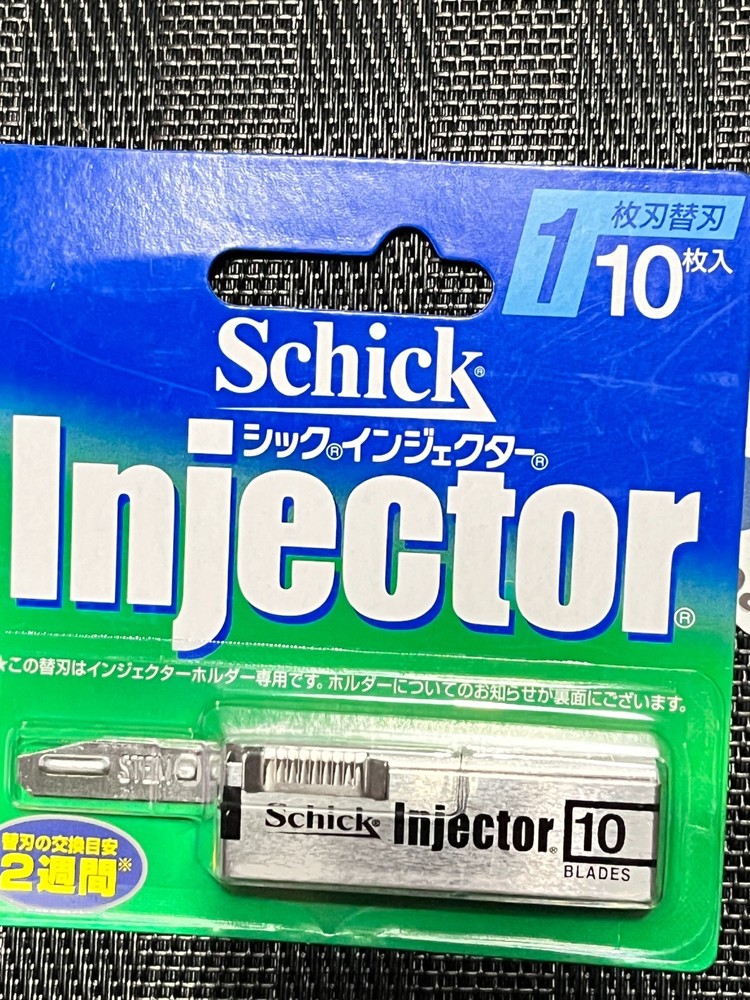 1枚刃替刃
10枚入
Schick®
シック®インジェクター®
Injector®
★この替刃はインジェクターホルダー専用です。ホルダーについてのお知らせが裏面にございます。
STEM
Schick® Injector® 10
BLADES
替刃の交換目安
2週間※